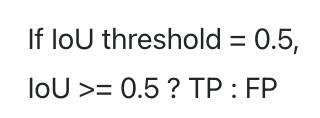 If IoU threshold = 0.5,
IoU >= 0.5 ? TP : FP